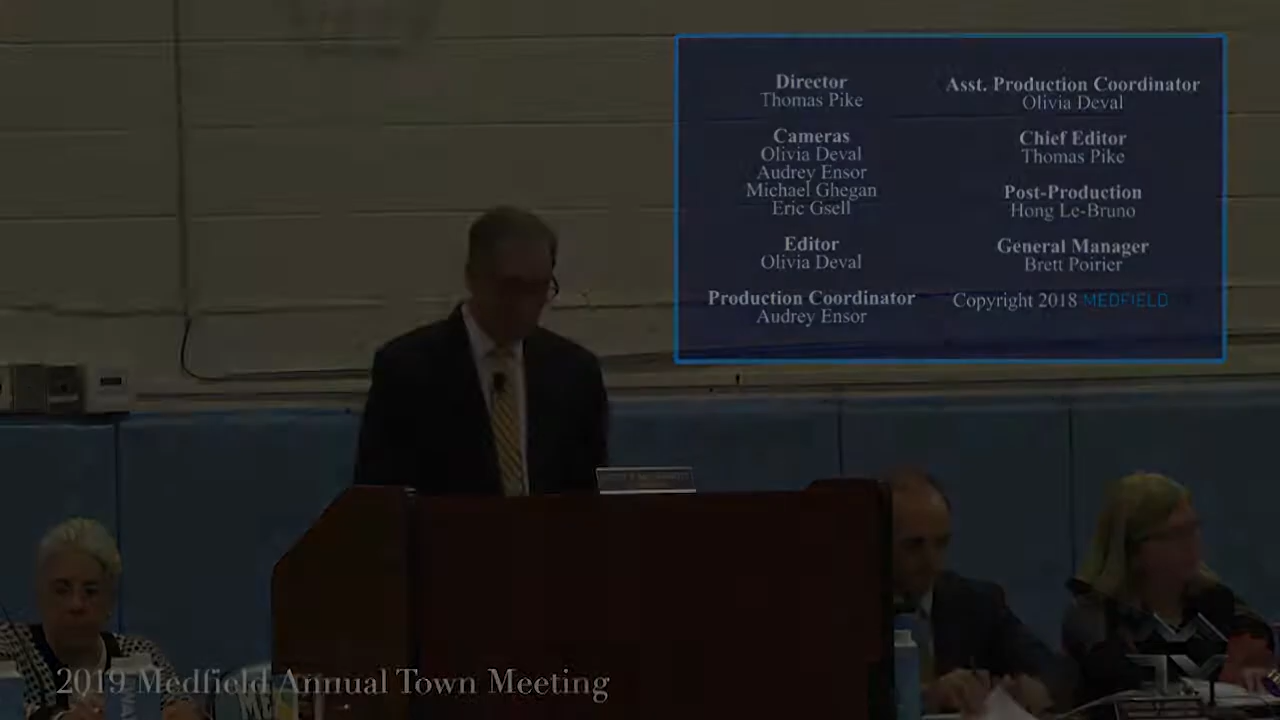 Director
Thomas Pike
Cameras
Olivia Deval
Audrey Ensor
Michael Ghegan
Eric Gsell
Editor
Olivia Deval
Production Coordinator
Audrey Ensor
Asst. Production Coordinator
Olivia Deval
Chief Editor
Thomas Pike
Post-Production
Hong Le-Bruno
General Manager
Brett Poirier
Copyright 2018 MEDFIELD
2019 Medfield Annual Town Meeting
TV